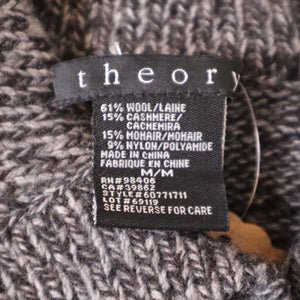 theory
61% WOOL/LAINE
15% CASHMERE/
CACHEMIRA
15% MOHAIR/MOHAIR
9% NYLON/POLYAMIDE
MADE IN CHINA
FABRIQUE EN CHINE
M/M
RN#98406
CA#39862
STYLE#60771711
LOT#69119
SEE REVERSE FOR CARE